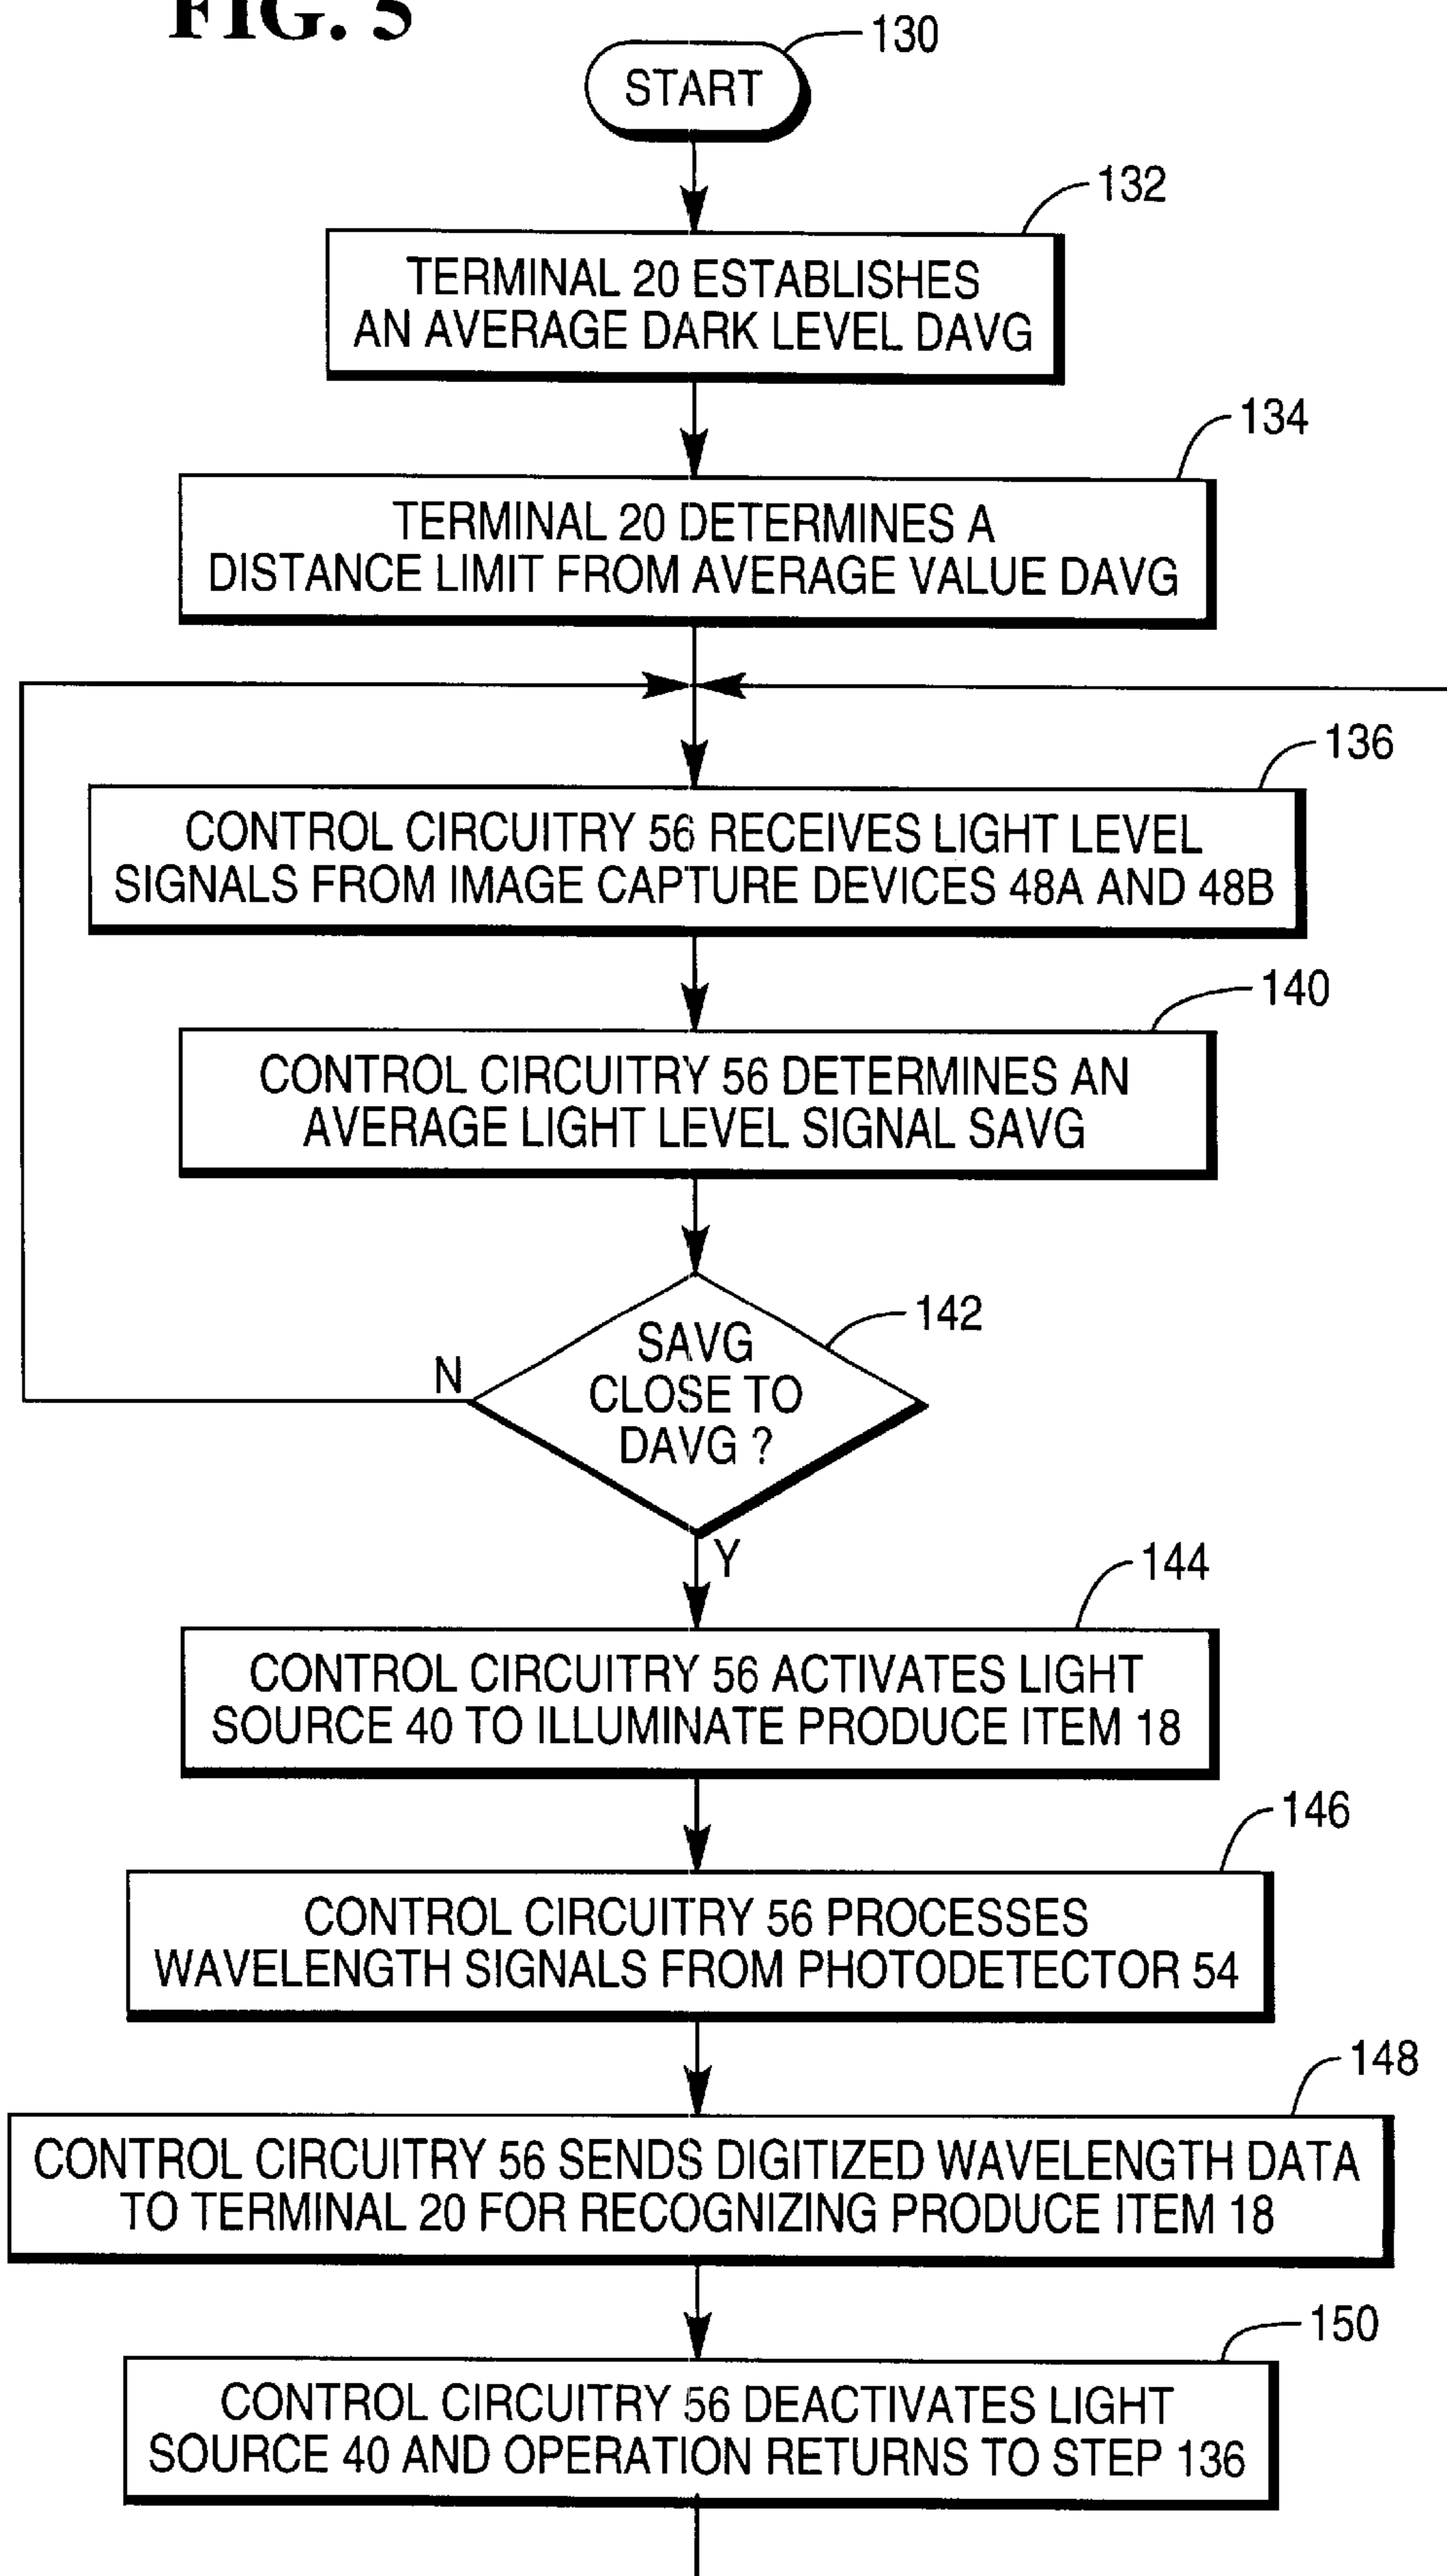 FIG. 5
130
START
132
TERMINAL 20 ESTABLISHES
AN AVERAGE DARK LEVEL DAVG
134
TERMINAL 20 DETERMINES A
DISTANCE LIMIT FROM AVERAGE VALUE DAVG
136
CONTROL CIRCUITRY 56 RECEIVES LIGHT LEVEL
SIGNALS FROM IMAGE CAPTURE DEVICES 48A AND 48B
140
CONTROL CIRCUITRY 56 DETERMINES AN
AVERAGE LIGHT LEVEL SIGNAL SAVG
142
SAVG
CLOSE TO
DAVG ?
N
Y
144
CONTROL CIRCUITRY 56 ACTIVATES LIGHT
SOURCE 40 TO ILLUMINATE PRODUCE ITEM 18
146
CONTROL CIRCUITRY 56 PROCESSES
WAVELENGTH SIGNALS FROM PHOTODETECTOR 54
148
CONTROL CIRCUITRY 56 SENDS DIGITIZED WAVELENGTH DATA
TO TERMINAL 20 FOR RECOGNIZING PRODUCE ITEM 18
150
CONTROL CIRCUITRY 56 DEACTIVATES LIGHT
SOURCE 40 AND OPERATION RETURNS TO STEP 136